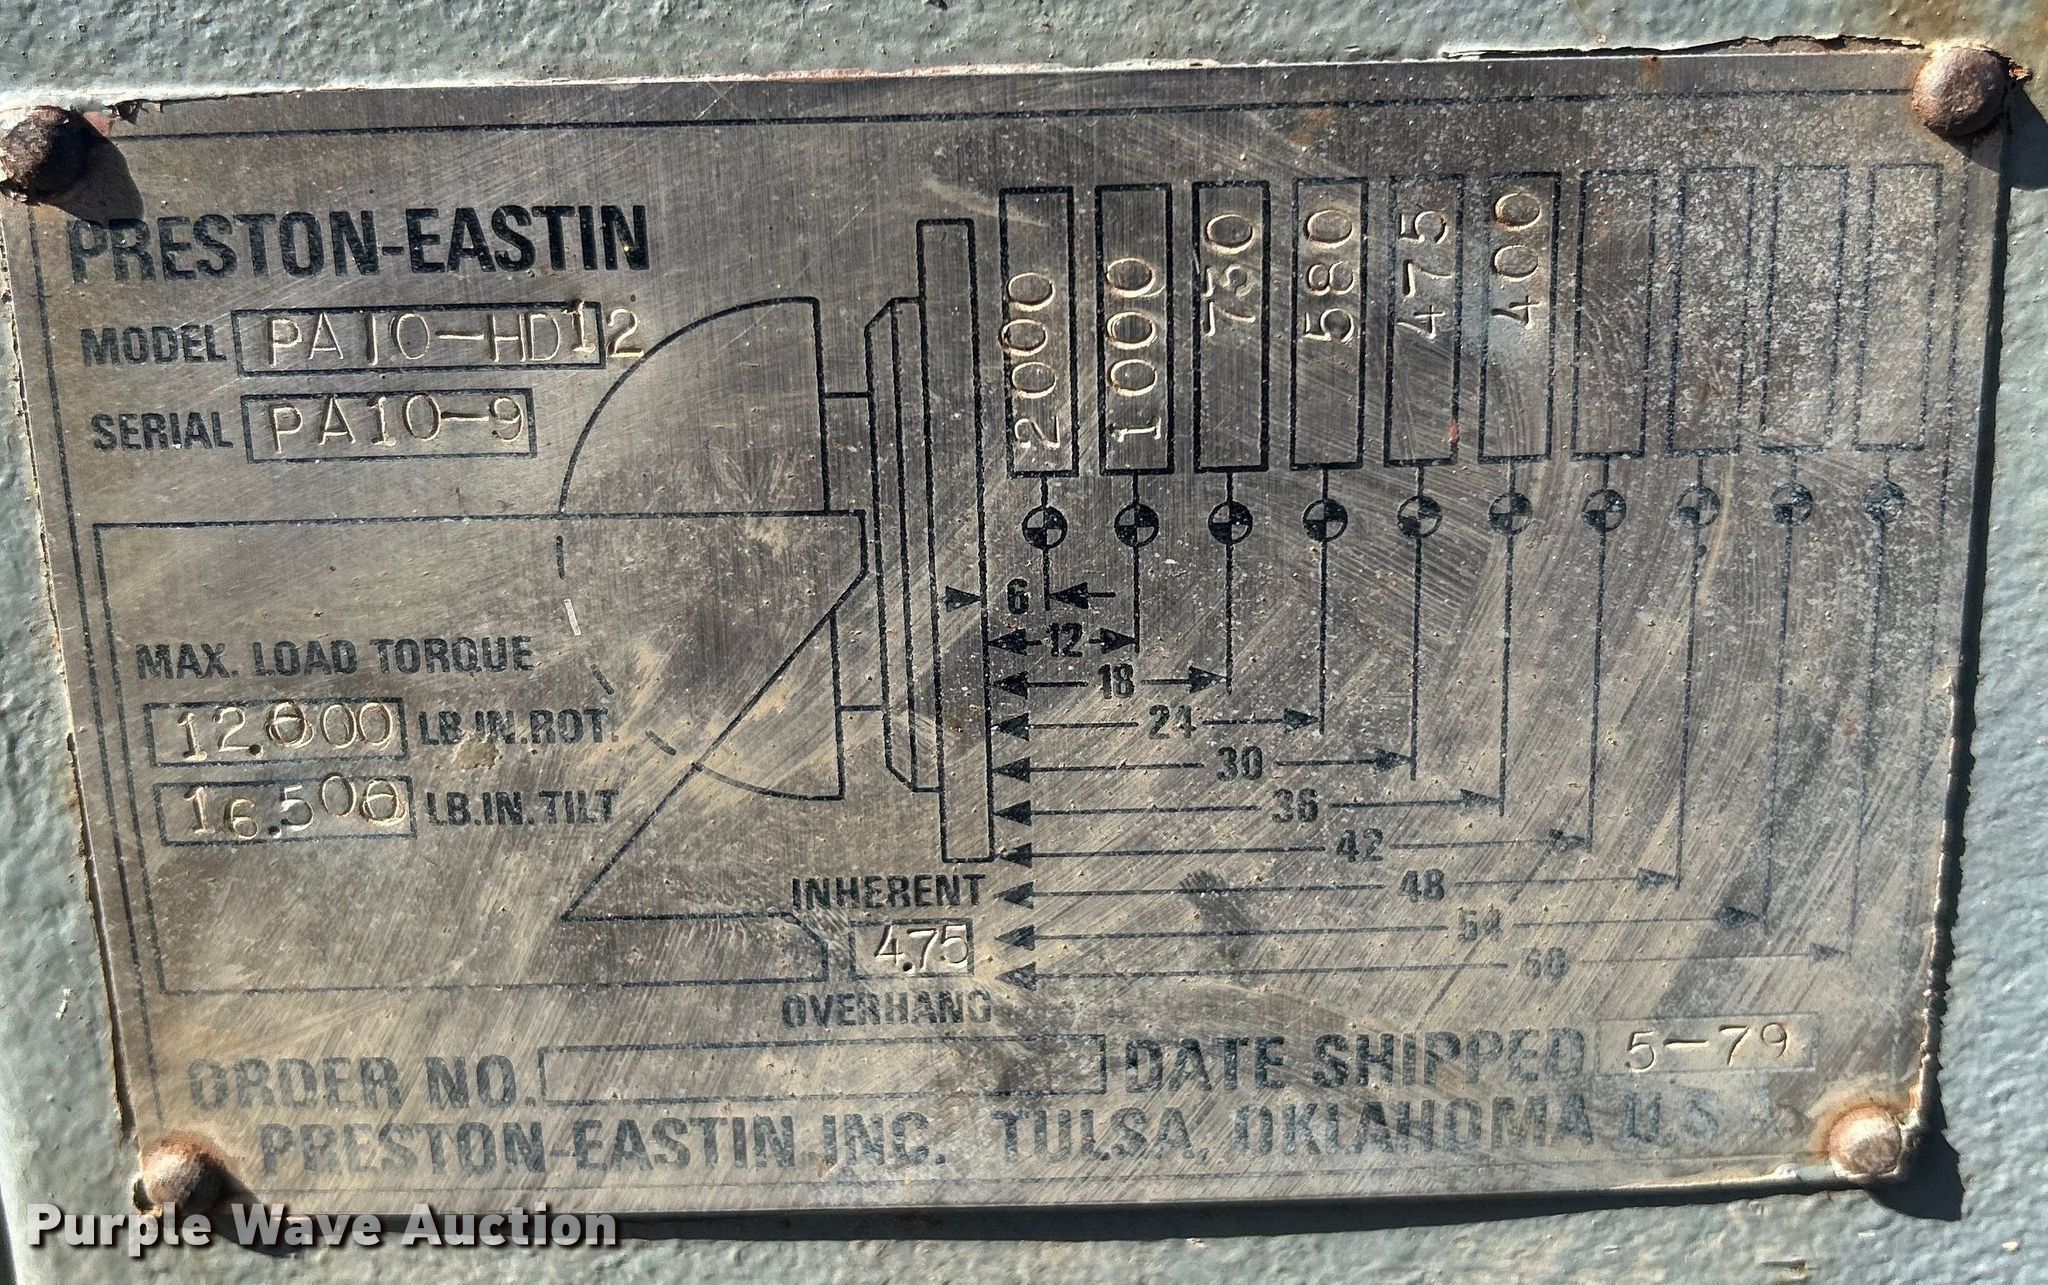 PRESTON-EASTIN
MODEL PA10-HD12
SERIAL PA10-9
2000 1000 730 580 475 400
6
12
18
24
30
36
42
48
54
60
MAX. LOAD TORQUE
12.000 LB.IN.ROT.
16.500 LB.IN.TILT
INHERENT
4.75
OVERHANG
ORDER NO. DATE SHIPPED 5-79
PRESTON-EASTIN, INC. TULSA, OKLAHOMA U.S.A.
Purple Wave Auction